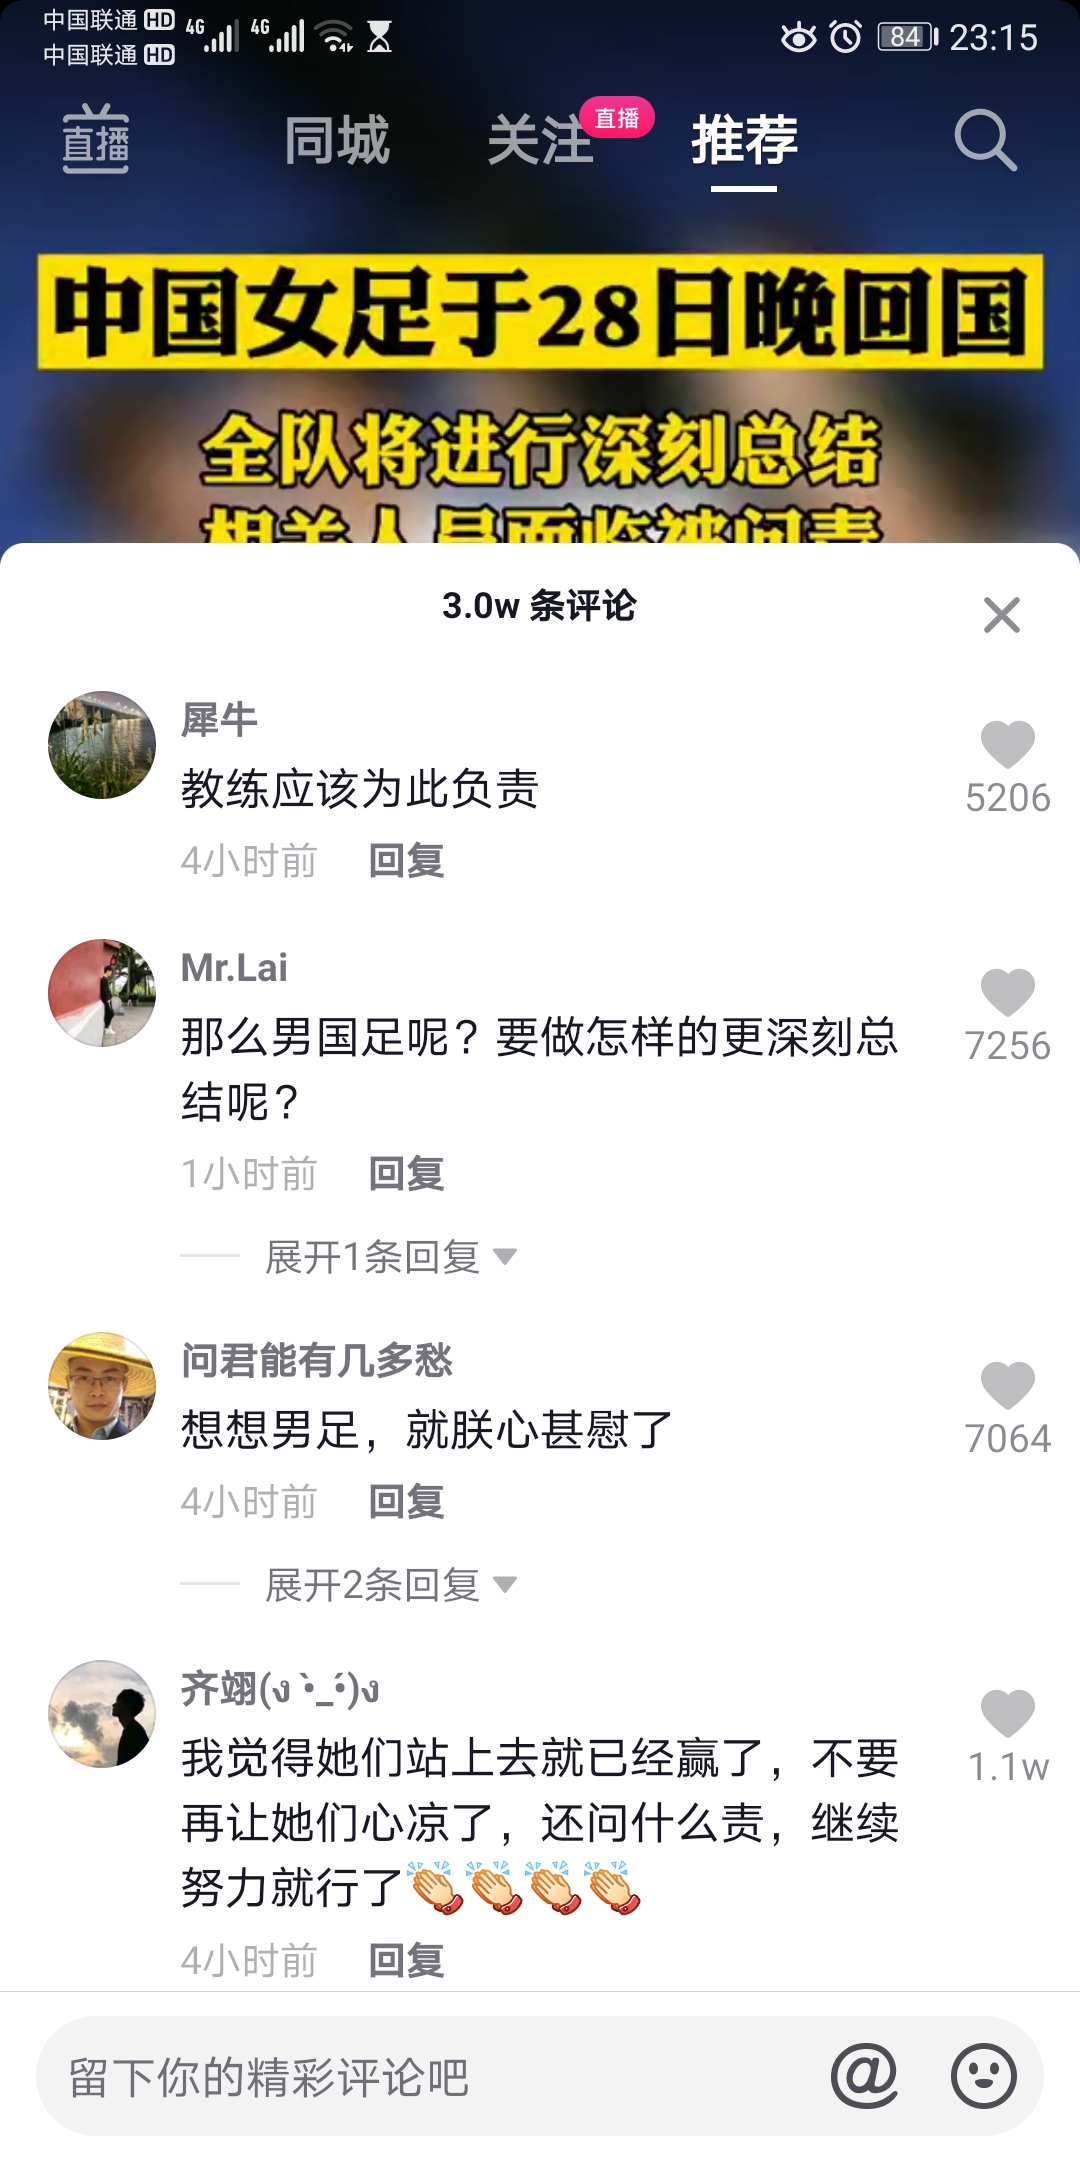 中国联通 HD 4G 4G 84 23:15
中国联通 HD
直播 同城 关注 直播 推荐
中国女足于28日晚回国
全队将进行深刻总结
相关人员面临被问责
3.0w 条评论
犀牛
教练应该为此负责
5206
4小时前 回复
Mr.Lai
那么男国足呢？要做怎样的更深刻总
结呢？
7256
1小时前 回复
展开1条回复
问君能有几多愁
想想男足，就朕心甚慰了
7064
4小时前 回复
展开2条回复
齐翊(ง •̀_•́)ง
我觉得她们站上去就已经赢了，不要
再让她们心凉了，还问什么责，继续
努力就行了👏🏻👏🏻👏🏻👏🏻
1.1w
4小时前 回复
留下你的精彩评论吧 @